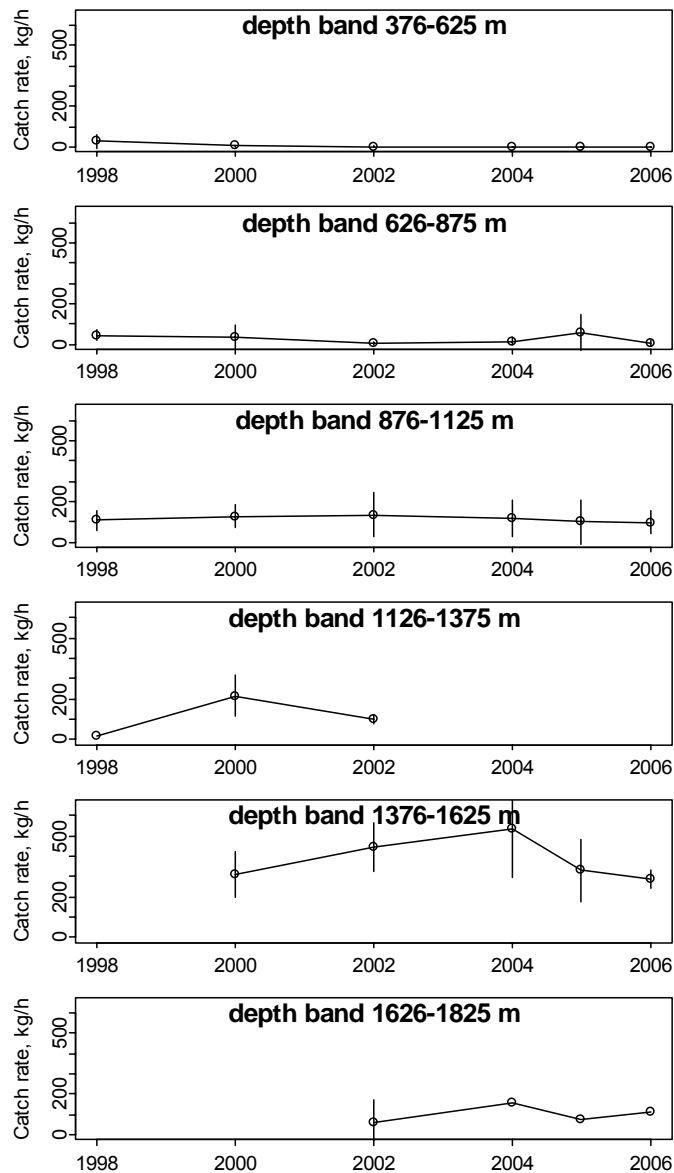 depth band 376-625 m
Catch rate, kg/h
500
200
0
1998 2000 2002 2004 2006
depth band 626-875 m
Catch rate, kg/h
500
200
0
1998 2000 2002 2004 2006
depth band 876-1125 m
Catch rate, kg/h
500
200
0
1998 2000 2002 2004 2006
depth band 1126-1375 m
Catch rate, kg/h
500
200
0
1998 2000 2002 2004 2006
depth band 1376-1625 m
Catch rate, kg/h
500
200
0
1998 2000 2002 2004 2006
depth band 1626-1825 m
Catch rate, kg/h
500
200
0
1998 2000 2002 2004 2006